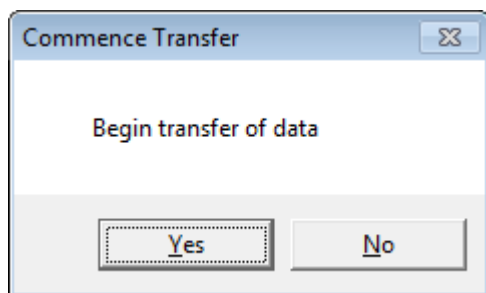 Commence Transfer
Begin transfer of data
Yes No